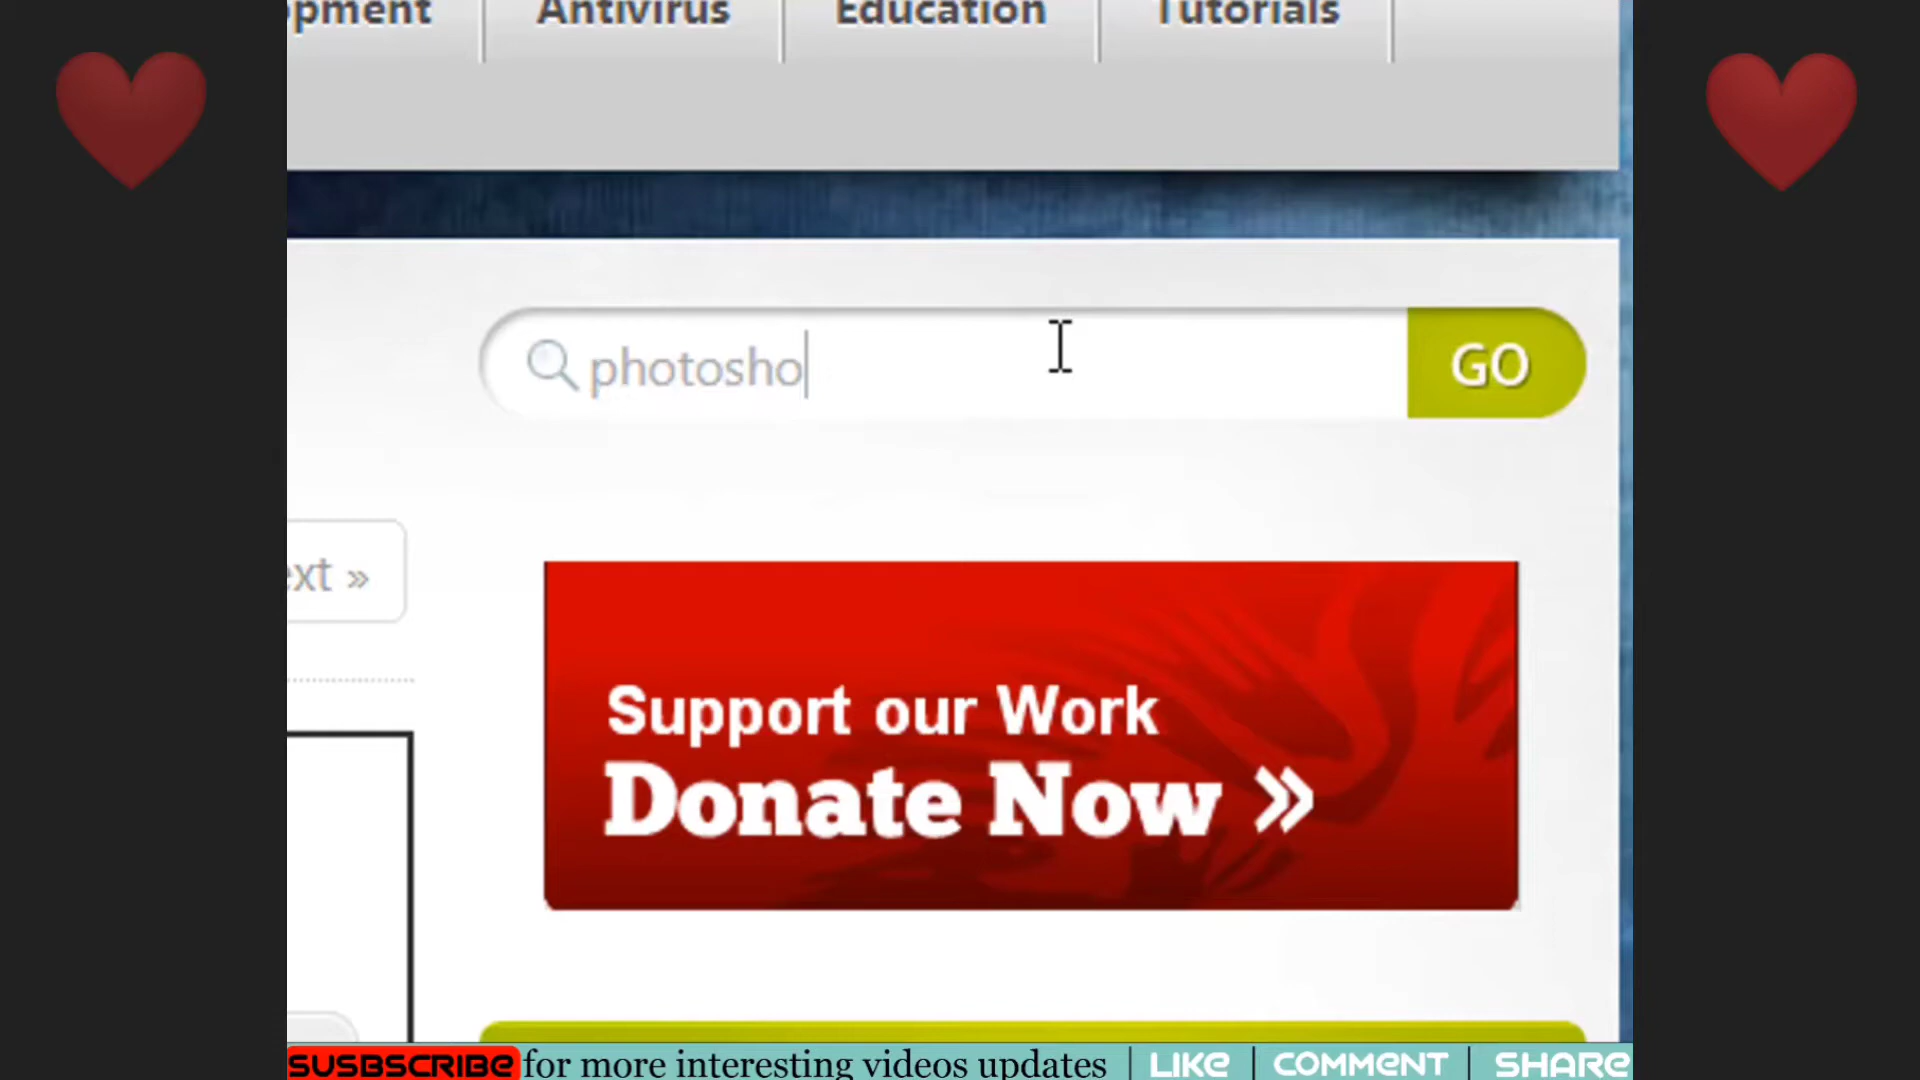 pment Antivirus Education Tutorials
photosho GO
ext »
Support our Work
Donate Now »
SUSBSCRIBE for more interesting videos updates | LIKE | COMMENT | SHARE